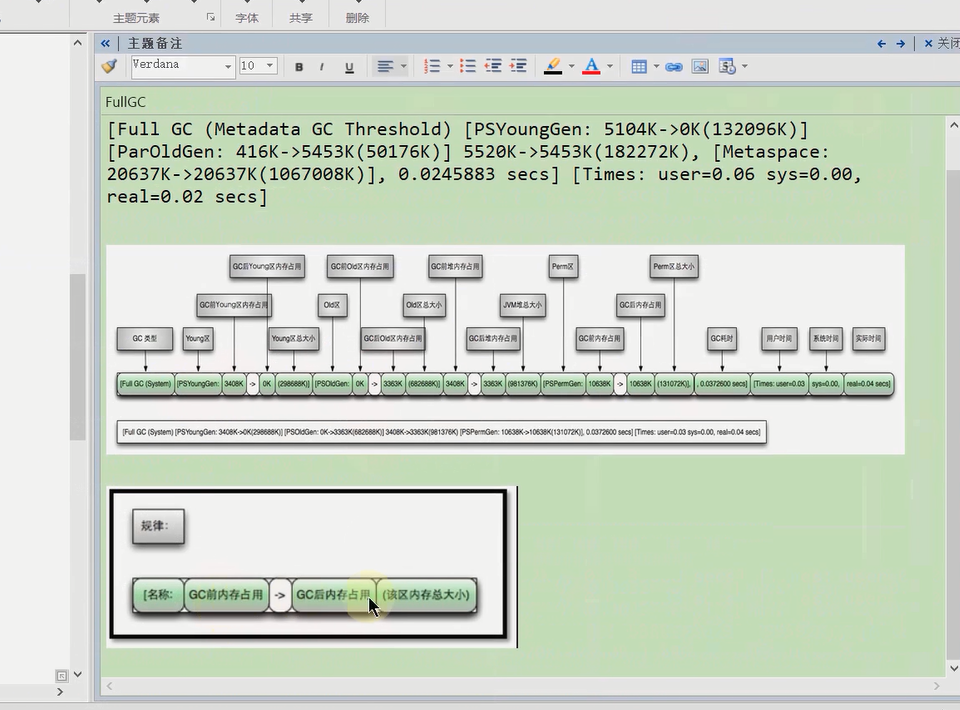 主题元素
字体
共享
删除
主题备注
关闭
Verdana
10
B
I
U
A
FullGC
[Full GC (Metadata GC Threshold) [PSYoungGen: 5104K->0K(132096K)]
[ParOldGen: 416K->5453K(50176K)] 5520K->5453K(182272K), [Metaspace:
20637K->20637K(1067008K)], 0.0245883 secs] [Times: user=0.06 sys=0.00,
real=0.02 secs]
GC后Young区内存占用
GC前Old区内存占用
GC前堆内存占用
Perm区
Perm区总大小
GC前Young区内存占用
Old区
Old区总大小
JVM堆总大小
GC后内存占用
GC 类型
Young区
Young区总大小
GC后Old区内存占用
GC后堆内存占用
GC前内存占用
GC耗时
用户时间
系统时间
实际时间
[Full GC (System) [PSYoungGen: 3408K -> 0K (298688K)] [PSOldGen: 0K -> 3363K (682688K)] 3408K -> 3363K (981376K) [PSPermGen: 10638K -> 10638K (131072K)], , 0.0372600 secs] [Times: user=0.03 sys=0.00, real=0.04 secs]
[Full GC (System) [PSYoungGen: 3408K->0K(298688K)] [PSOldGen: 0K->3363K(682688K)] 3408K->3363K(981376K) [PSPermGen: 10638K->10638K(131072K)], 0.0372600 secs] [Times: user=0.03 sys=0.00, real=0.04 secs]
规律：
[名称: GC前内存占用 -> GC后内存占用 (该区内存总大小)